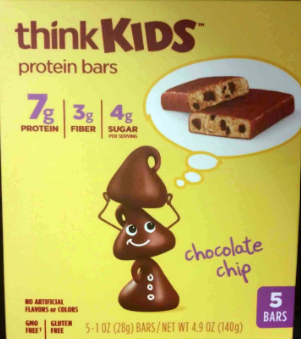 thinkKIDS™
protein bars
7g PROTEIN
3g FIBER
4g SUGAR
PER SERVING
chocolate
chip
NO ARTIFICIAL
FLAVORS or COLORS
GMO FREE†
GLUTEN FREE
5-1 OZ (28g) BARS / NET WT 4.9 OZ (140g)
5
BARS